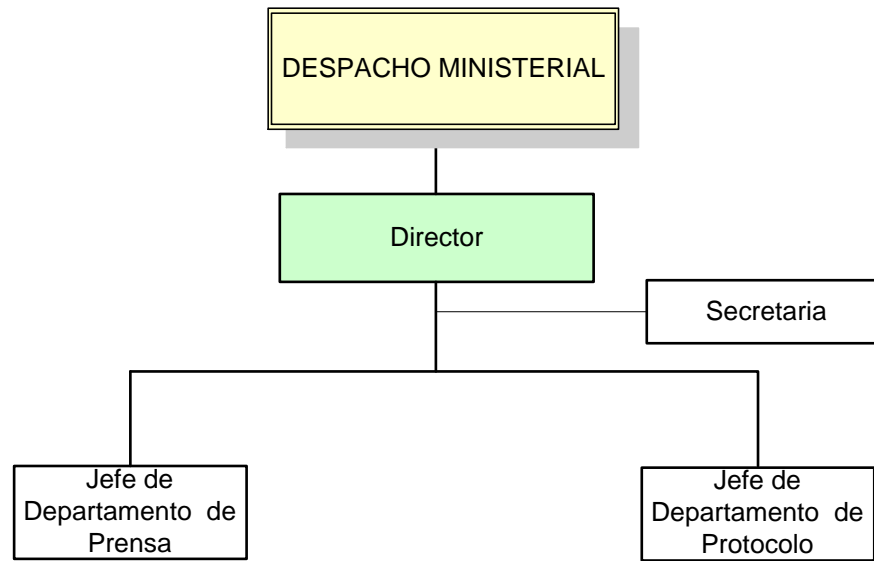 DESPACHO MINISTERIAL
Director
Secretaria
Jefe de
Departamento de
Prensa
Jefe de
Departamento de
Protocolo